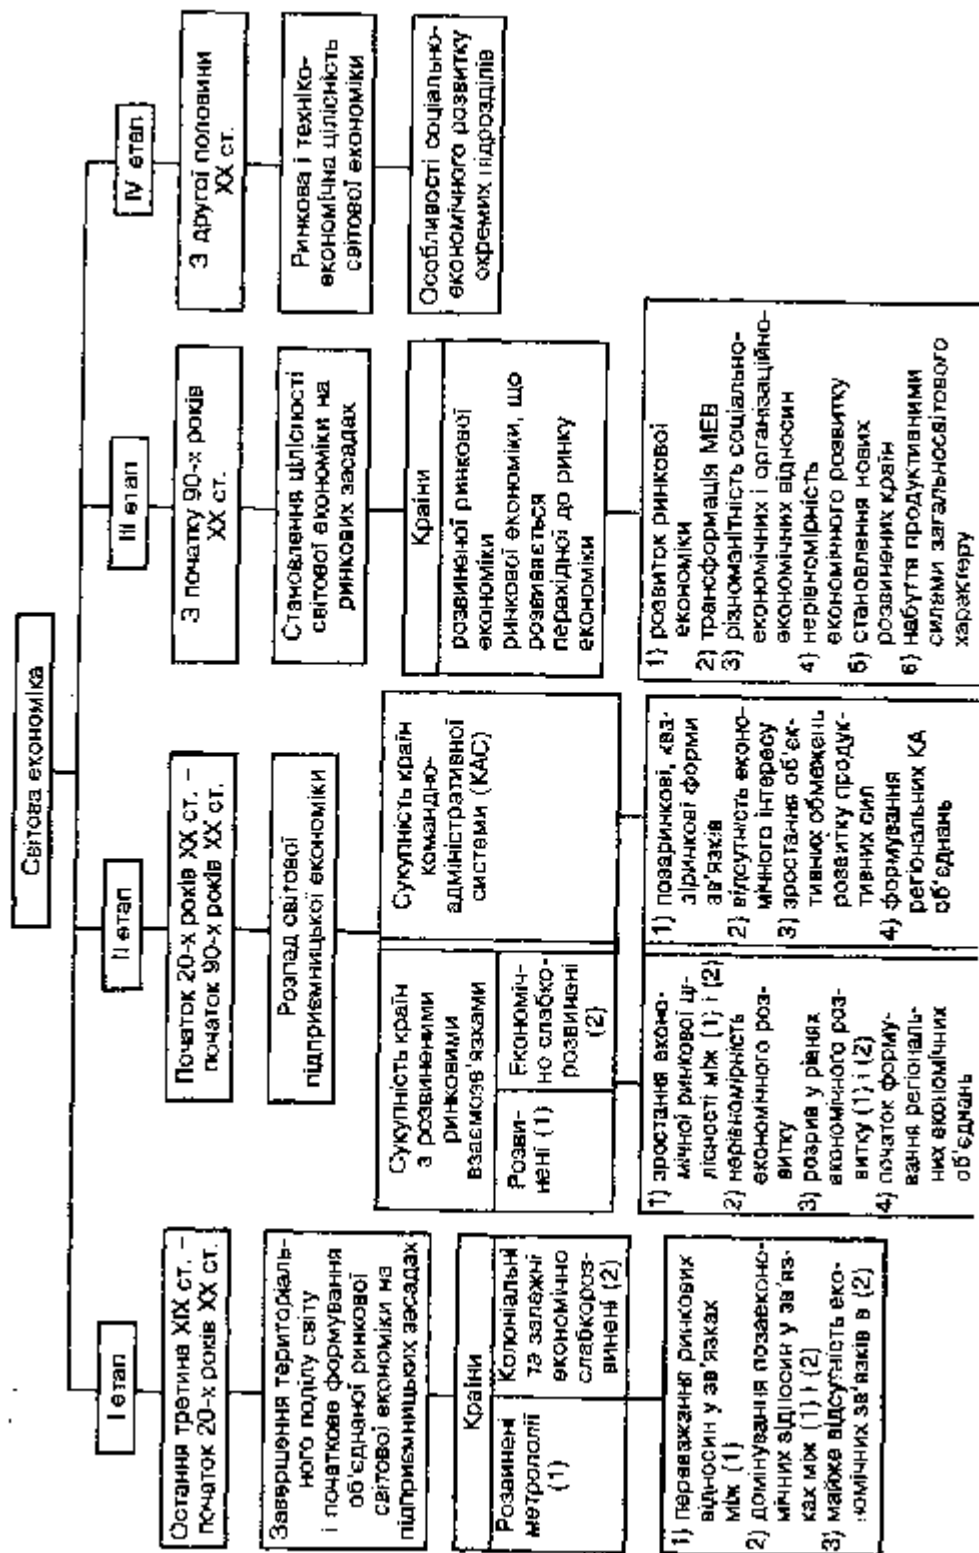 Світова економіка
I етап
Остання третина XIX ст. –
початок 20-х років XX ст.
Завершення територіаль-
ного поділу світу
і початкове формування
об'єднаної ринкової
світової економіки на
підприємницьких засадах
Країни
Розвинені
метрополії
(1)
Колоніальні
та залежні
економічно
слабкороз-
винені (2)
1) переважання ринкових
відносин у зв'язках
між (1)
2) домінування позаеконо-
мічних відносин у зв'яз-
ках між (1) і (2)
3) майже відсутність еко-
номічних зв'язків в (2)
II етап
Початок 20-х років XX ст. –
початок 90-х років XX ст.
Розпад світової
підприємницької економіки
Сукупність країн
з розвиненими
ринковими
взаємозв'язками
Розви-
нені (1)
Економіч-
но слабко-
розвинені
(2)
1) зростання еконо-
мічної ринкової ці-
лісності між (1) і (2)
2) нерівномірність
економічного роз-
витку
3) розрив у рівнях
економічного роз-
витку (1) і (2)
4) початок форму-
вання регіональ-
них економічних
об'єднань
Сукупність країн
командно-
адміністративної
системи (КАС)
1) позаринкові, ква-
зіринкові форми
зв'язків
2) відсутність еконо-
мічного інтересу
3) зростання об'єк-
тивних обмежень
розвитку продук-
тивних сил
4) формування
регіональних КА
об'єднань
III етап
З початку 90-х років
XX ст.
Становлення цілісності
світової економіки на
ринкових засадах
Країни
розвиненої ринкової
економіки
ринкової економіки, що
розвивається
перехідної до ринку
економіки
1) розвиток ринкової
економіки
2) трансформація МЕВ
3) різноманітність соціально-
економічних і організаційно-
економічних відносин
4) нерівномірність
економічного розвитку
5) становлення нових
розвинених країн
6) набуття продуктивними
силами загальносвітового
характеру
IV етап
З другої половини
XX ст.
Ринкова і техніко-
економічна цілісність
світової економіки
Особливості соціально-
економічного розвитку
окремих підрозділів